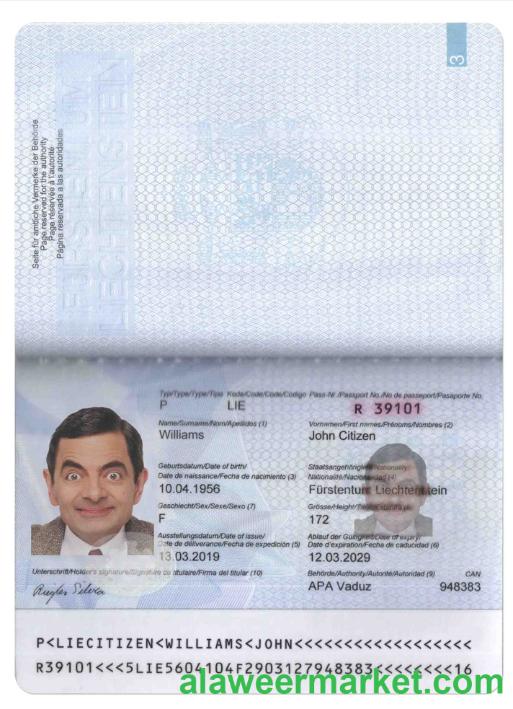 3
Seite für amtliche Vermerke der Behörde
Page reserved for the authority
Page réservée à l'autorité
Página reservada a las autoridades
FÜRSTENTUM
LIECHTENSTEIN
Typ/Type/Type/Tipo Kode/Code/Code/Código Pass-Nr./Passport No./No de passeport/Pasaporte No.
P LIE R 39101
Name/Surname/Nom/Apellidos (1) Vornamen/First names/Prénoms/Nombres (2)
Williams John Citizen
Geburtsdatum/Date of birth/ Staatsangehörigkeit/Nationality/
Date de naissance/Fecha de nacimiento (3) Nationalité/Nacionalidad (4)
10.04.1956 Fürstentum Liechtenstein
Geschlecht/Sex/Sexe/Sexo (7) Grösse/Height/
F 172
Ausstellungsdatum/Date of issue/ Ablauf der Gültigkeit/Date of expiry/
Date de délivrance/Fecha de expedición (5) Date d'expiration/Fecha de caducidad (6)
13.03.2019 12.03.2029
Unterschrift/Holder's signature/Signature de titulaire/Firma del titular (10) Behörde/Authority/Autorité/Autoridad (9) CAN
APA Vaduz 948383
P<LIECITIZEN<WILLIAMS<JOHN<<<<<<<<<<<<<<<<<<
R39101<<<5LIE5604104F2903127948383<<<<<<<<16
alaweermarket.com